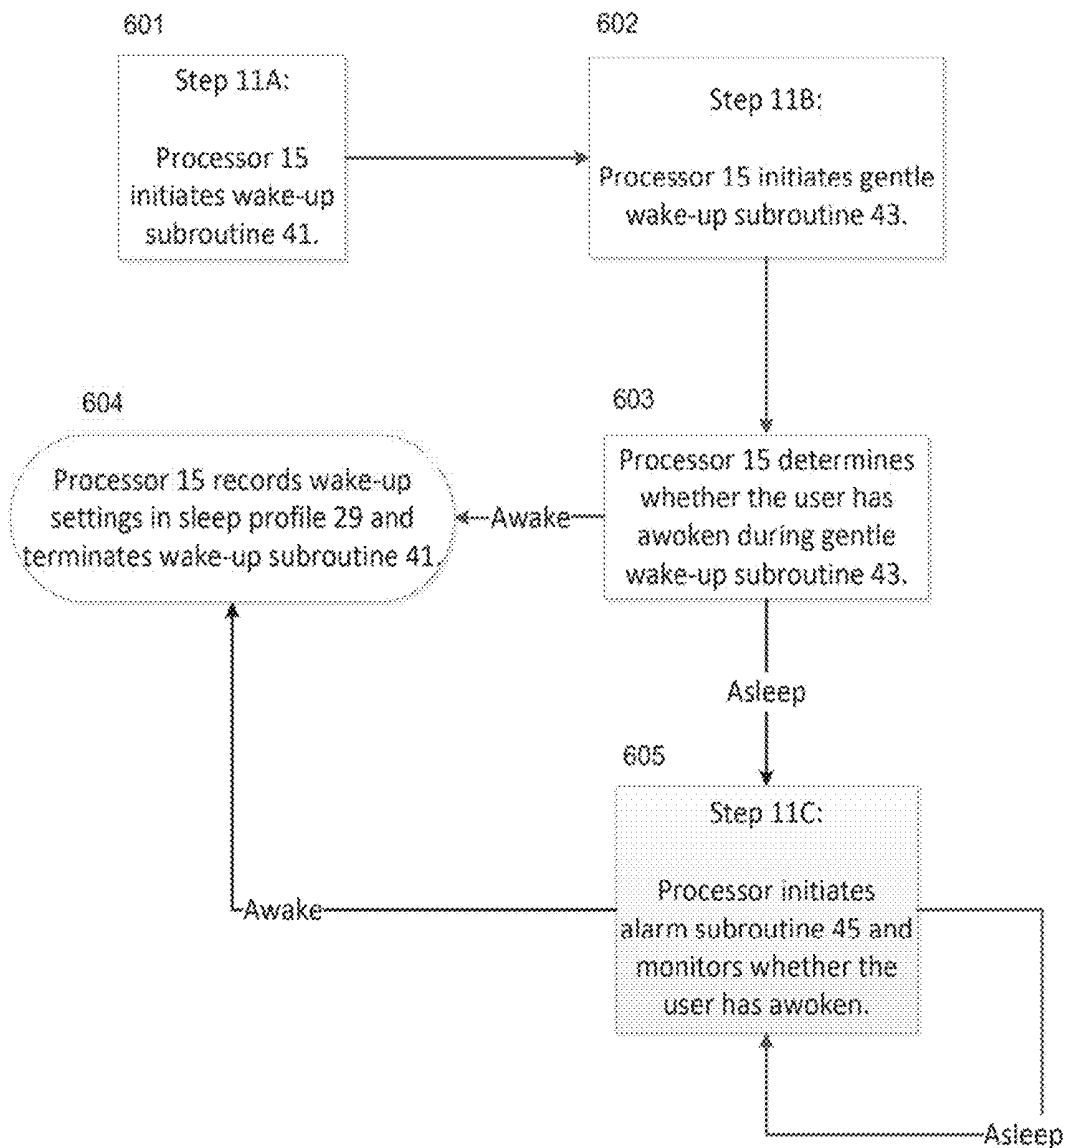 601
Step 11A:
Processor 15
initiates wake-up
subroutine 41.
602
Step 11B:
Processor 15 initiates gentle
wake-up subroutine 43.
603
Processor 15 determines
whether the user has
awoken during gentle
wake-up subroutine 43.
Awake
604
Processor 15 records wake-up
settings in sleep profile 29 and
terminates wake-up subroutine 41.
Asleep
605
Step 11C:
Processor initiates
alarm subroutine 45 and
monitors whether the
user has awoken.
Awake
Asleep